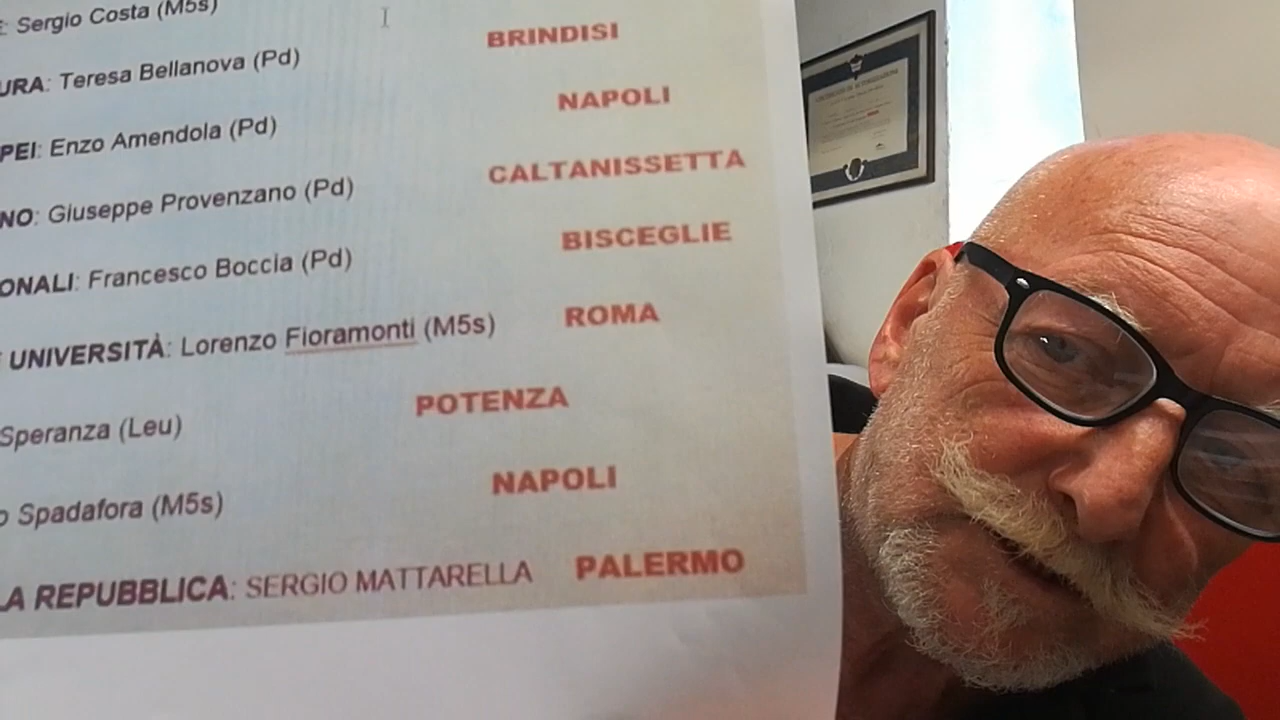 E: Sergio Costa (M5s)
URA: Teresa Bellanova (Pd) BRINDISI
PEI: Enzo Amendola (Pd) NAPOLI
NO: Giuseppe Provenzano (Pd) CALTANISSETTA
ONALI: Francesco Boccia (Pd) BISCEGLIE
UNIVERSITÀ: Lorenzo Fioramonti (M5s) ROMA
Speranza (Leu) POTENZA
o Spadafora (M5s) NAPOLI
LA REPUBBLICA: SERGIO MATTARELLA PALERMO